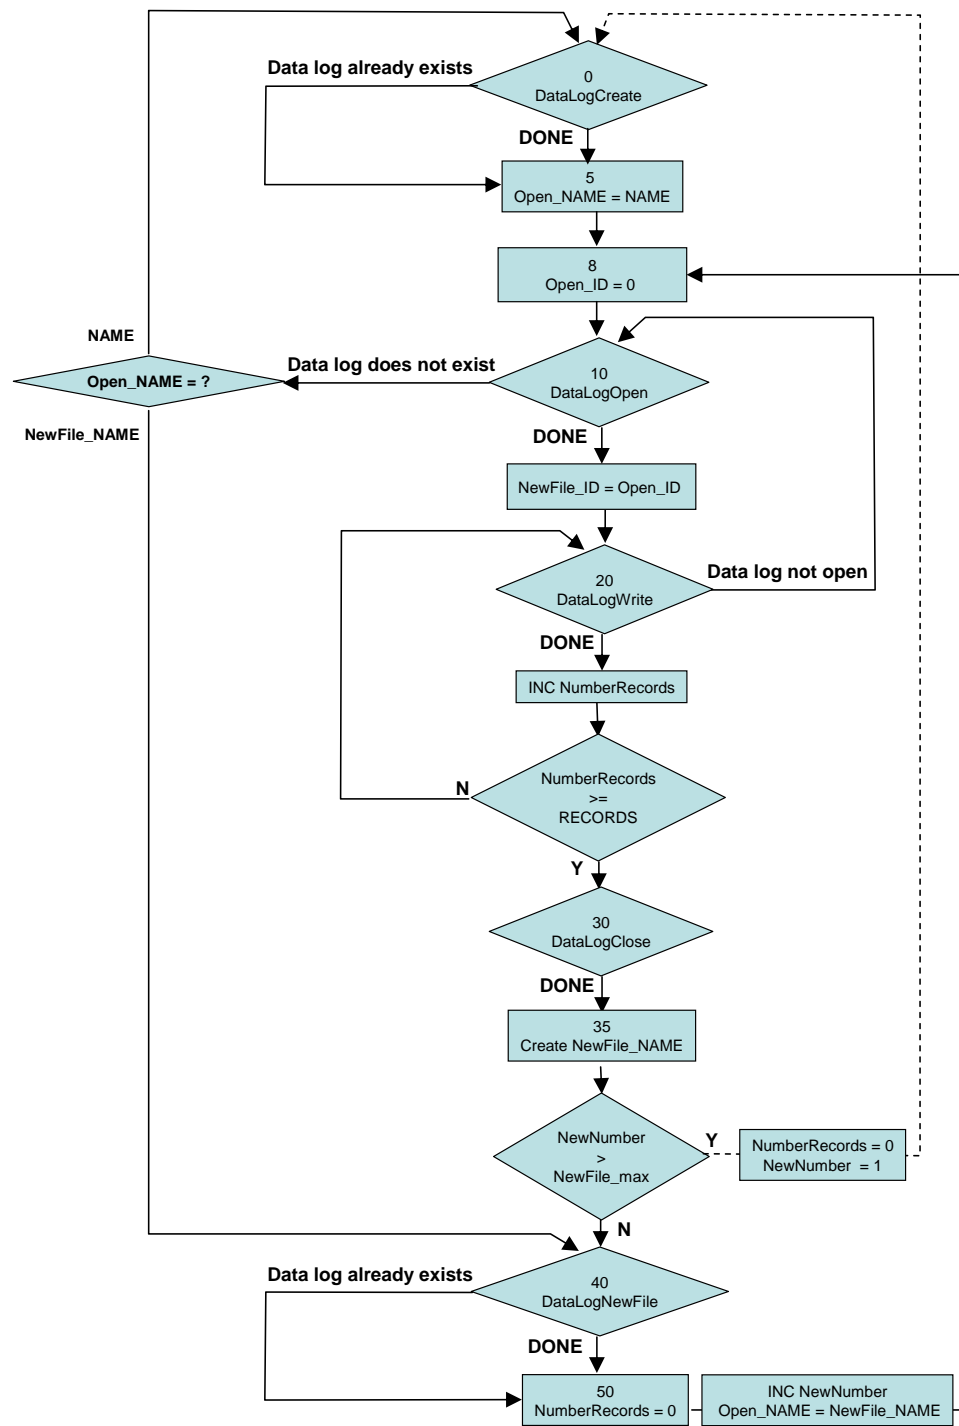 Data log already exists
0
DataLogCreate
DONE
5
Open_NAME = NAME
8
Open_ID = 0
NAME
Open_NAME = ?
NewFile_NAME
Data log does not exist
10
DataLogOpen
DONE
NewFile_ID = Open_ID
20
DataLogWrite
Data log not open
DONE
INC NumberRecords
NumberRecords
>=
RECORDS
N
Y
30
DataLogClose
DONE
35
Create NewFile_NAME
NewNumber
>
NewFile_max
Y
NumberRecords = 0
NewNumber = 1
N
Data log already exists
40
DataLogNewFile
DONE
50
NumberRecords = 0
INC NewNumber
Open_NAME = NewFile_NAME